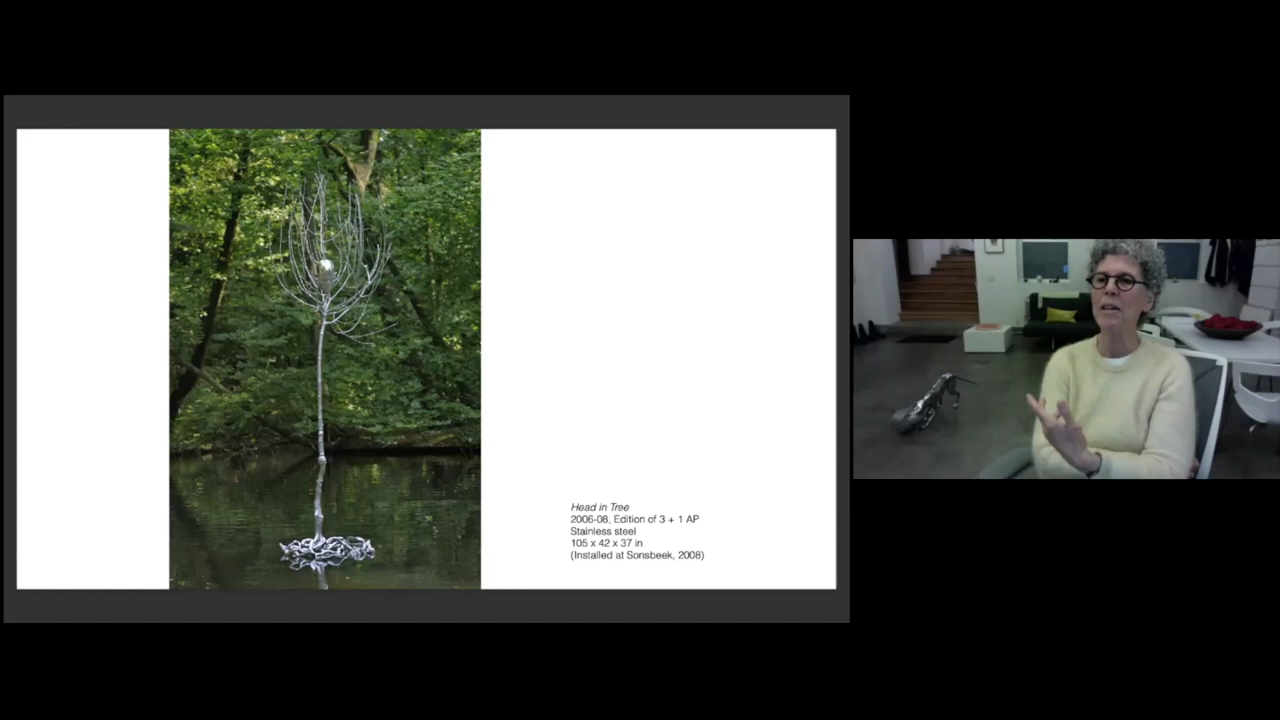 Head in Tree
2006-08, Edition of 3 + 1 AP
Stainless steel
105 x 42 x 37 in
(Installed at Sonsbeek, 2008)